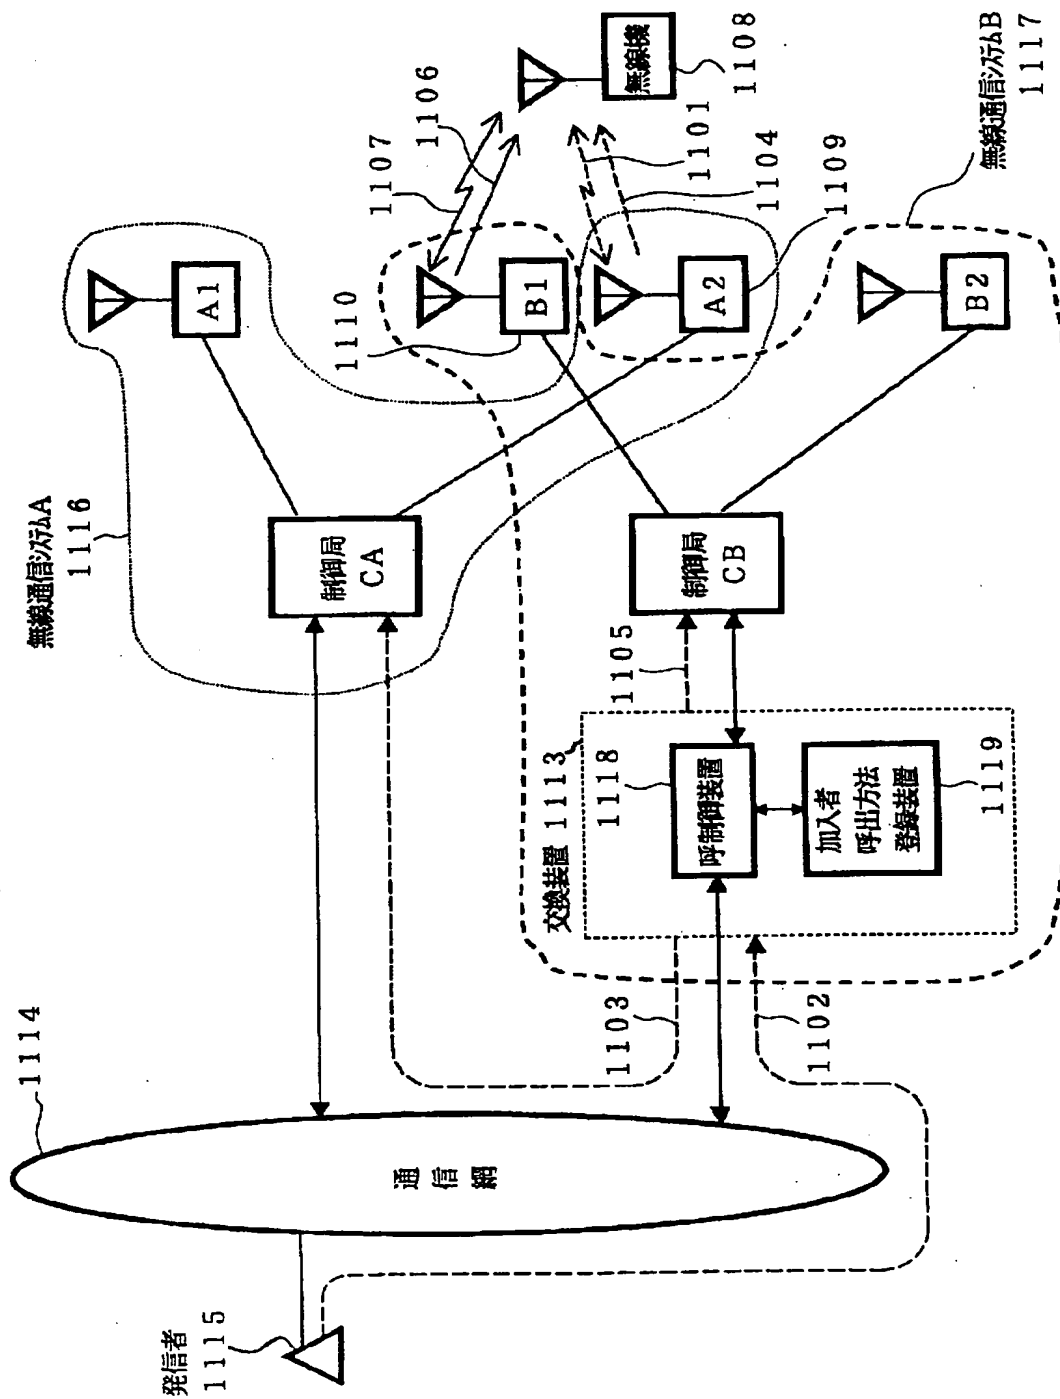 発信者
1115
1114
通信網
無線通信システムA
1116
制御局
CA
A1
1107
1106
無線機
1108
1110
B1
1101
1104
A2
1109
無線通信システムB
1117
B2
制御局
CB
1105
交換装置 1113
1118
呼制御装置
加入者
呼出方法
登録装置
1119
1103
1102